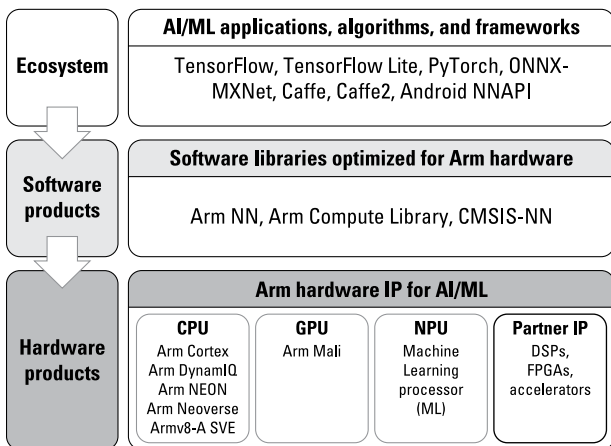 Ecosystem
AI/ML applications, algorithms, and frameworks
TensorFlow, TensorFlow Lite, PyTorch, ONNX-
MXNet, Caffe, Caffe2, Android NNAPI
Software
products
Software libraries optimized for Arm hardware
Arm NN, Arm Compute Library, CMSIS-NN
Hardware
products
Arm hardware IP for AI/ML
CPU
Arm Cortex
Arm DynamIQ
Arm NEON
Arm Neoverse
Armv8-A SVE
GPU
Arm Mali
NPU
Machine
Learning
processor
(ML)
Partner IP
DSPs,
FPGAs,
accelerators